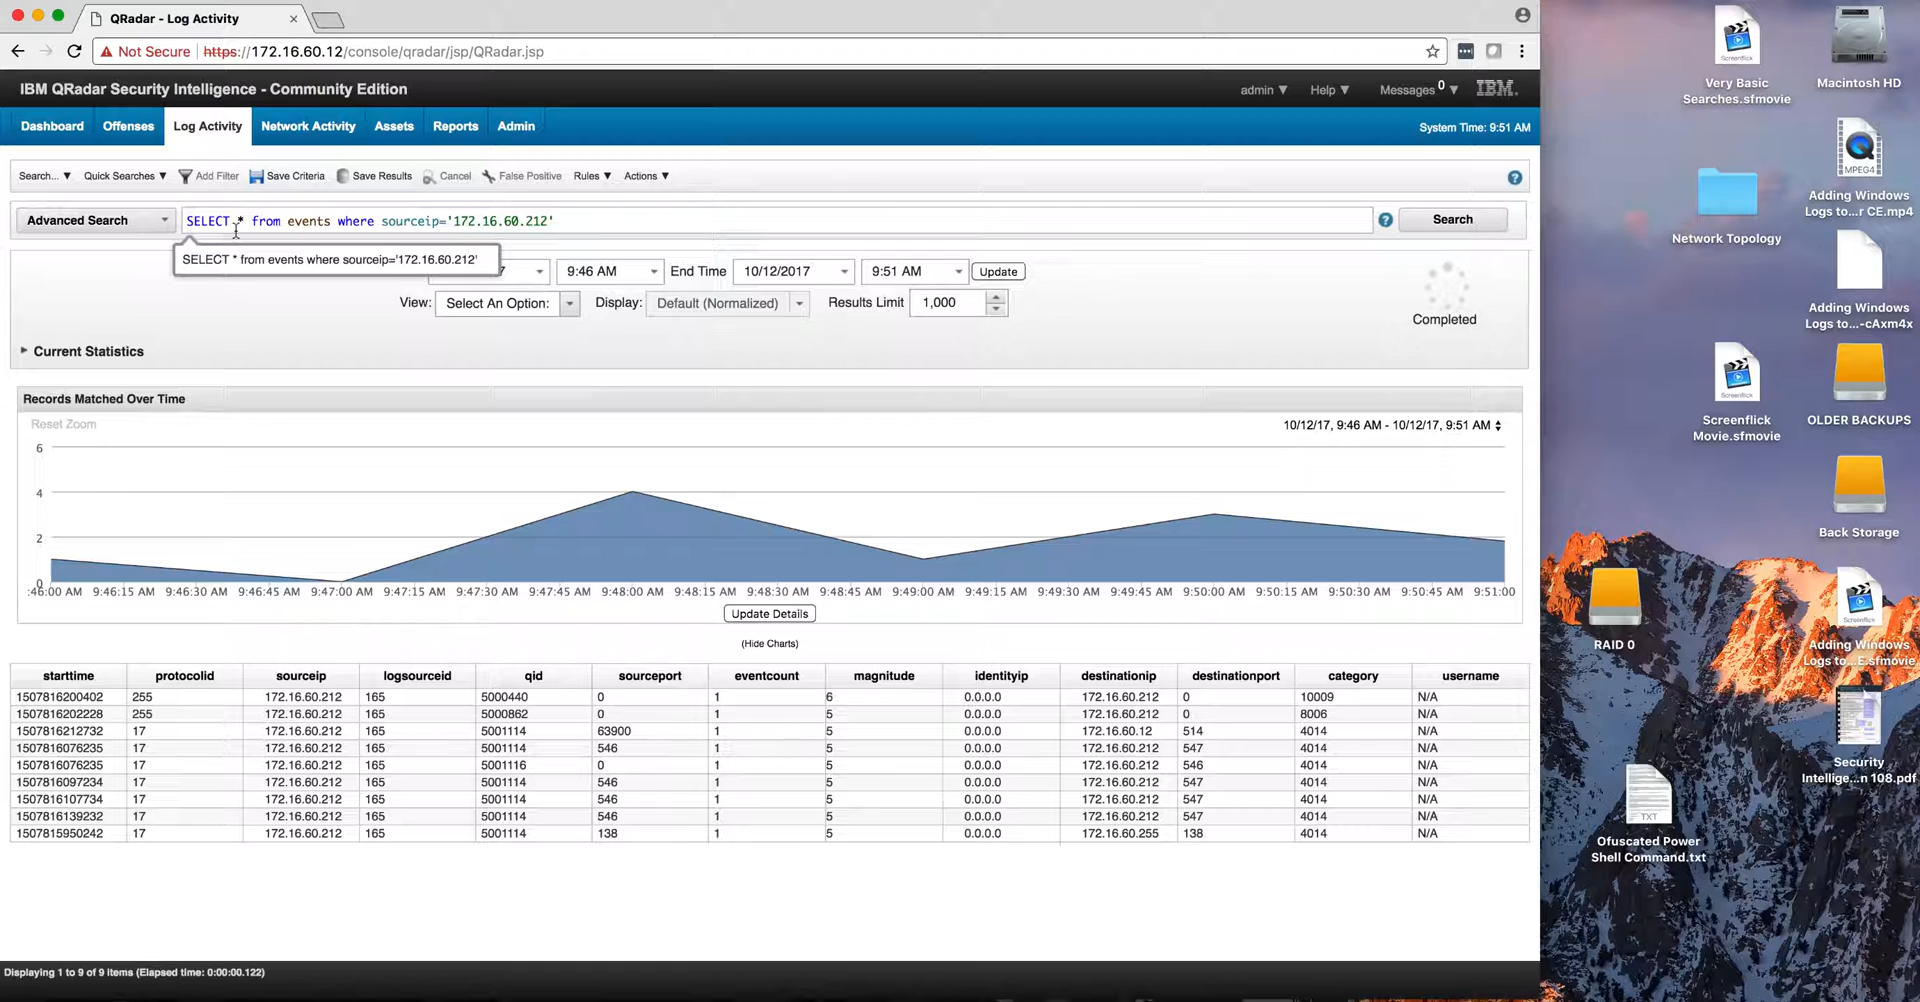 QRadar - Log Activity
Not Secure https://172.16.60.12/console/qradar/jsp/QRadar.jsp
IBM QRadar Security Intelligence - Community Edition
admin Help Messages 0 IBM.
Dashboard Offenses Log Activity Network Activity Assets Reports Admin System Time: 9:51 AM
Search... Quick Searches Add Filter Save Criteria Save Results Cancel False Positive Rules Actions
Advanced Search SELECT * from events where sourceip='172.16.60.212' Search
SELECT * from events where sourceip='172.16.60.212'
7 9:46 AM End Time 10/12/2017 9:51 AM Update
View: Select An Option: Display: Default (Normalized) Results Limit 1,000
Completed
Current Statistics
Records Matched Over Time
Reset Zoom 10/12/17, 9:46 AM - 10/12/17, 9:51 AM
6
4
2
0
:46:00 AM 9:46:15 AM 9:46:30 AM 9:46:45 AM 9:47:00 AM 9:47:15 AM 9:47:30 AM 9:47:45 AM 9:48:00 AM 9:48:15 AM 9:48:30 AM 9:48:45 AM 9:49:00 AM 9:49:15 AM 9:49:30 AM 9:49:45 AM 9:50:00 AM 9:50:15 AM 9:50:30 AM 9:50:45 AM 9:51:00
Update Details
(Hide Charts)
starttime protocolid sourceip logsourceid qid sourceport eventcount magnitude identityip destinationip destinationport category username
1507816200402 255 172.16.60.212 165 5000440 0 1 6 0.0.0.0 172.16.60.212 0 10009 N/A
1507816202228 255 172.16.60.212 165 5000862 0 1 5 0.0.0.0 172.16.60.212 0 8006 N/A
1507816212732 17 172.16.60.212 165 5001114 63900 1 5 0.0.0.0 172.16.60.12 514 4014 N/A
1507816076235 17 172.16.60.212 165 5001114 546 1 5 0.0.0.0 172.16.60.212 547 4014 N/A
1507816076235 17 172.16.60.212 165 5001116 0 1 5 0.0.0.0 172.16.60.212 546 4014 N/A
1507816097234 17 172.16.60.212 165 5001114 546 1 5 0.0.0.0 172.16.60.212 547 4014 N/A
1507816107734 17 172.16.60.212 165 5001114 546 1 5 0.0.0.0 172.16.60.212 547 4014 N/A
1507816139232 17 172.16.60.212 165 5001114 546 1 5 0.0.0.0 172.16.60.212 547 4014 N/A
1507815950242 17 172.16.60.212 165 5001114 138 1 5 0.0.0.0 172.16.60.255 138 4014 N/A
Displaying 1 to 9 of 9 items (Elapsed time: 0:00:00.122)
Screenflick
Very Basic
Searches.sfmovie
Macintosh HD
MPEG4
Adding Windows
Logs to...r CE.mp4
Network Topology
Adding Windows
Logs to...-cAxm4x
Screenflick
Screenflick
Movie.sfmovie
OLDER BACKUPS
Back Storage
RAID 0
Screenflick
Adding Windows
Logs to...E.sfmovie
Security
Intellige...n 108.pdf
TXT
Ofuscated Power
Shell Command.txt